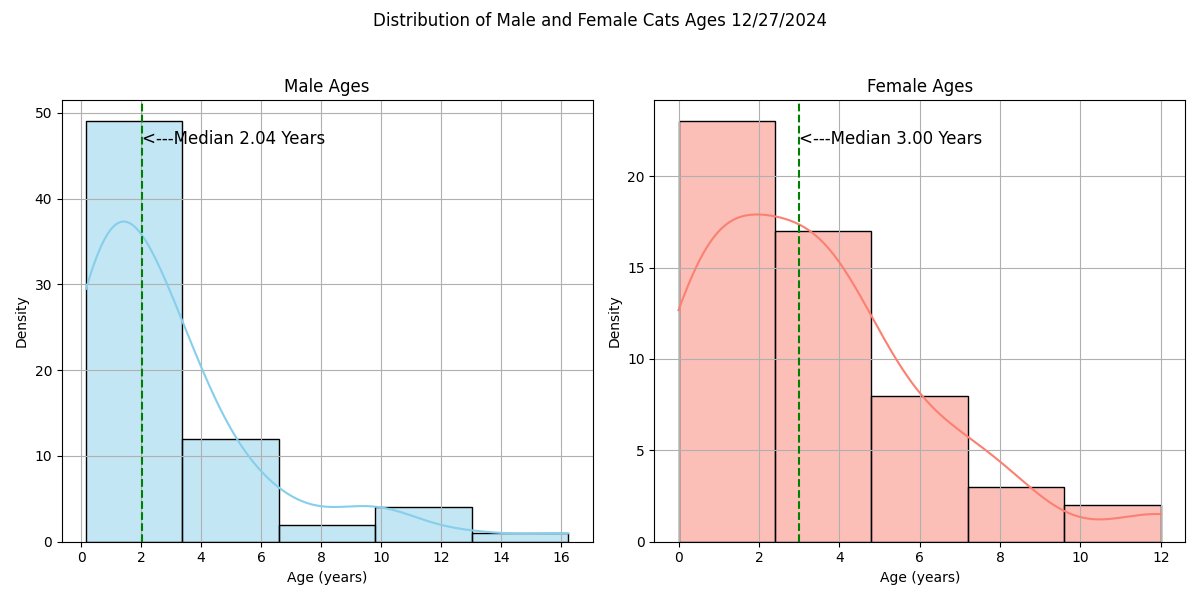 Distribution of Male and Female Cats Ages 12/27/2024
Male Ages
50
40
30
20
10
0
Density
<---Median 2.04 Years
0 2 4 6 8 10 12 14 16
Age (years)
Female Ages
20
15
10
5
0
Density
<---Median 3.00 Years
0 2 4 6 8 10 12
Age (years)